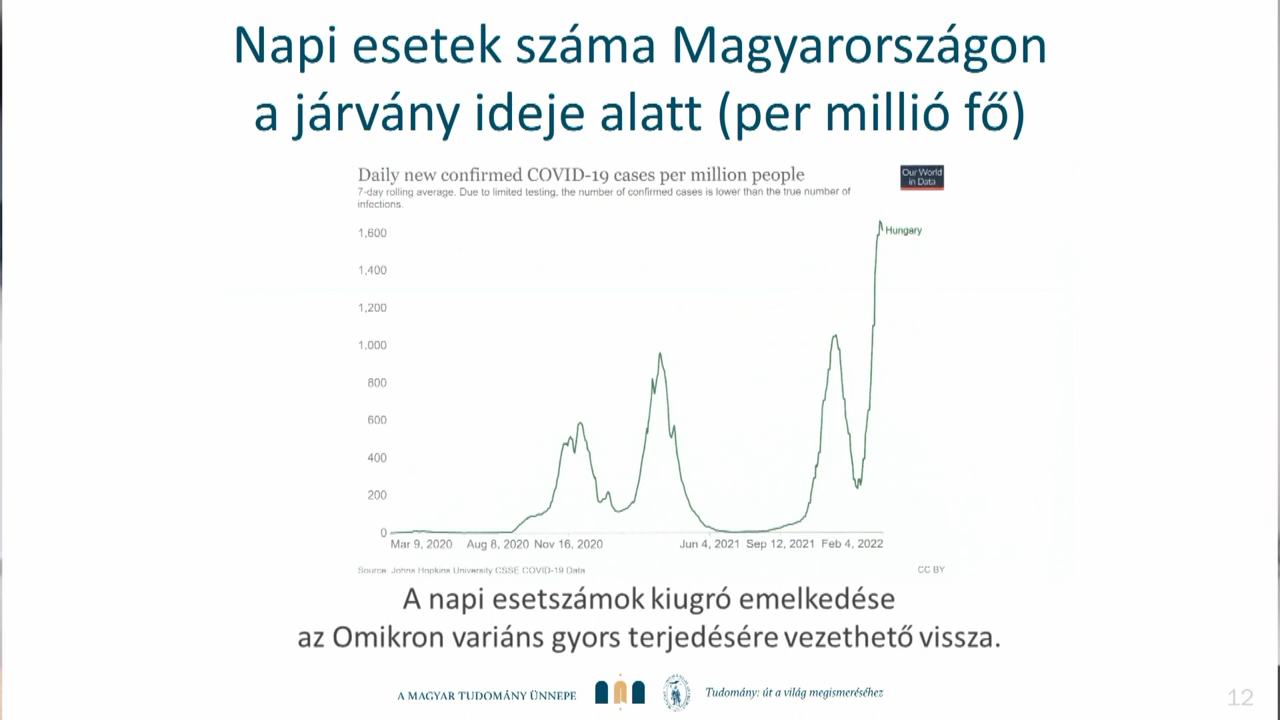 Napi esetek száma Magyarországon
a járvány ideje alatt (per millió fő)
Daily new confirmed COVID-19 cases per million people
7-day rolling average. Due to limited testing, the number of confirmed cases is lower than the true number of
infections.
Our World
in Data
1,600
Hungary
1,400
1,200
1,000
800
600
400
200
0
Mar 9, 2020 Aug 8, 2020 Nov 16, 2020 Jun 4, 2021 Sep 12, 2021 Feb 4, 2022
Source: Johns Hopkins University CSSE COVID-19 Data CC BY
A napi esetszámok kiugró emelkedése
az Omikron variáns gyors terjedésére vezethető vissza.
A MAGYAR TUDOMÁNY ÜNNEPE
Tudomány: út a világ megismeréséhez
12